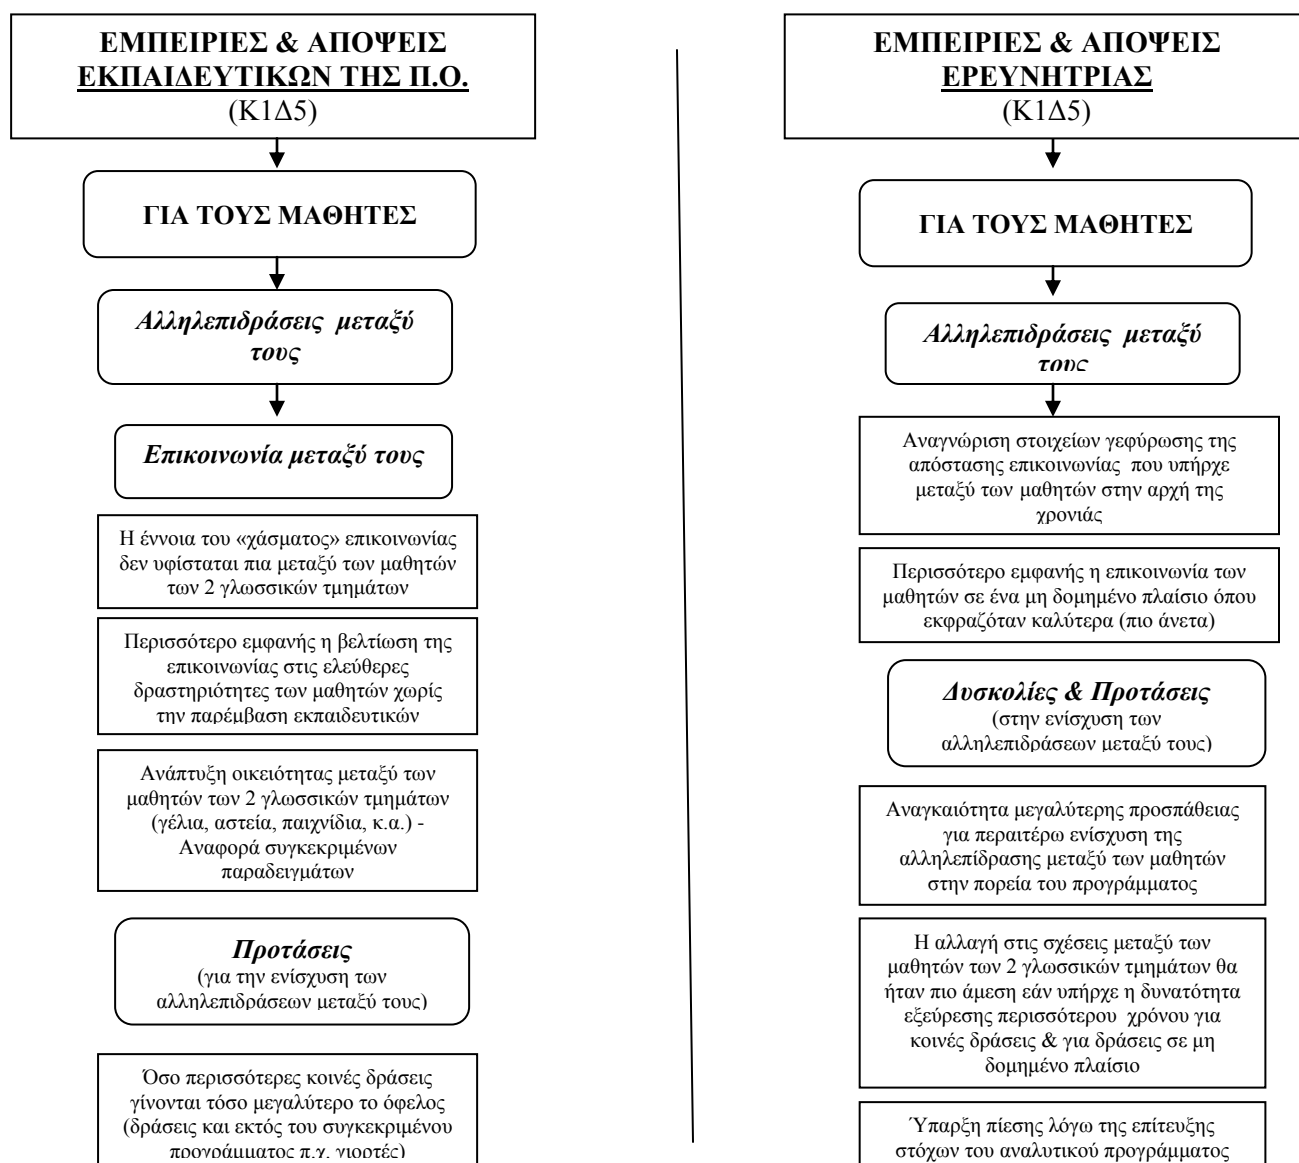 ΕΜΠΕΙΡΙΕΣ & ΑΠΟΨΕΙΣ
ΕΚΠΑΙΔΕΥΤΙΚΩΝ ΤΗΣ Π.Ο.
(Κ1Δ5)
ΓΙΑ ΤΟΥΣ ΜΑΘΗΤΕΣ
Αλληλεπιδράσεις μεταξύ
τους
Επικοινωνία μεταξύ τους
Η έννοια του «χάσματος» επικοινωνίας
δεν υφίσταται πια μεταξύ των μαθητών
των 2 γλωσσικών τμημάτων
Περισσότερο εμφανής η βελτίωση της
επικοινωνίας στις ελεύθερες
δραστηριότητες των μαθητών χωρίς
την παρέμβαση εκπαιδευτικών
Ανάπτυξη οικειότητας μεταξύ των
μαθητών των 2 γλωσσικών τμημάτων
(γέλια, αστεία, παιχνίδια, κ.α.) -
Αναφορά συγκεκριμένων
παραδειγμάτων
Προτάσεις
(για την ενίσχυση των
αλληλεπιδράσεων μεταξύ τους)
Όσο περισσότερες κοινές δράσεις
γίνονται τόσο μεγαλύτερο το όφελος
(δράσεις και εκτός του συγκεκριμένου
προγράμματος π.χ. γιορτές)
ΕΜΠΕΙΡΙΕΣ & ΑΠΟΨΕΙΣ
ΕΡΕΥΝΗΤΡΙΑΣ
(Κ1Δ5)
ΓΙΑ ΤΟΥΣ ΜΑΘΗΤΕΣ
Αλληλεπιδράσεις μεταξύ
τους
Αναγνώριση στοιχείων γεφύρωσης της
απόστασης επικοινωνίας που υπήρχε
μεταξύ των μαθητών στην αρχή της
χρονιάς
Περισσότερο εμφανής η επικοινωνία των
μαθητών σε ένα μη δομημένο πλαίσιο όπου
εκφραζόταν καλύτερα (πιο άνετα)
Δυσκολίες & Προτάσεις
(στην ενίσχυση των
αλληλεπιδράσεων μεταξύ τους)
Αναγκαιότητα μεγαλύτερης προσπάθειας
για περαιτέρω ενίσχυση της
αλληλεπίδρασης μεταξύ των μαθητών
στην πορεία του προγράμματος
Η αλλαγή στις σχέσεις μεταξύ των
μαθητών των 2 γλωσσικών τμημάτων θα
ήταν πιο άμεση εάν υπήρχε η δυνατότητα
εξεύρεσης περισσότερου χρόνου για
κοινές δράσεις & για δράσεις σε μη
δομημένο πλαίσιο
Ύπαρξη πίεσης λόγω της επίτευξης
στόχων του αναλυτικού προγράμματος